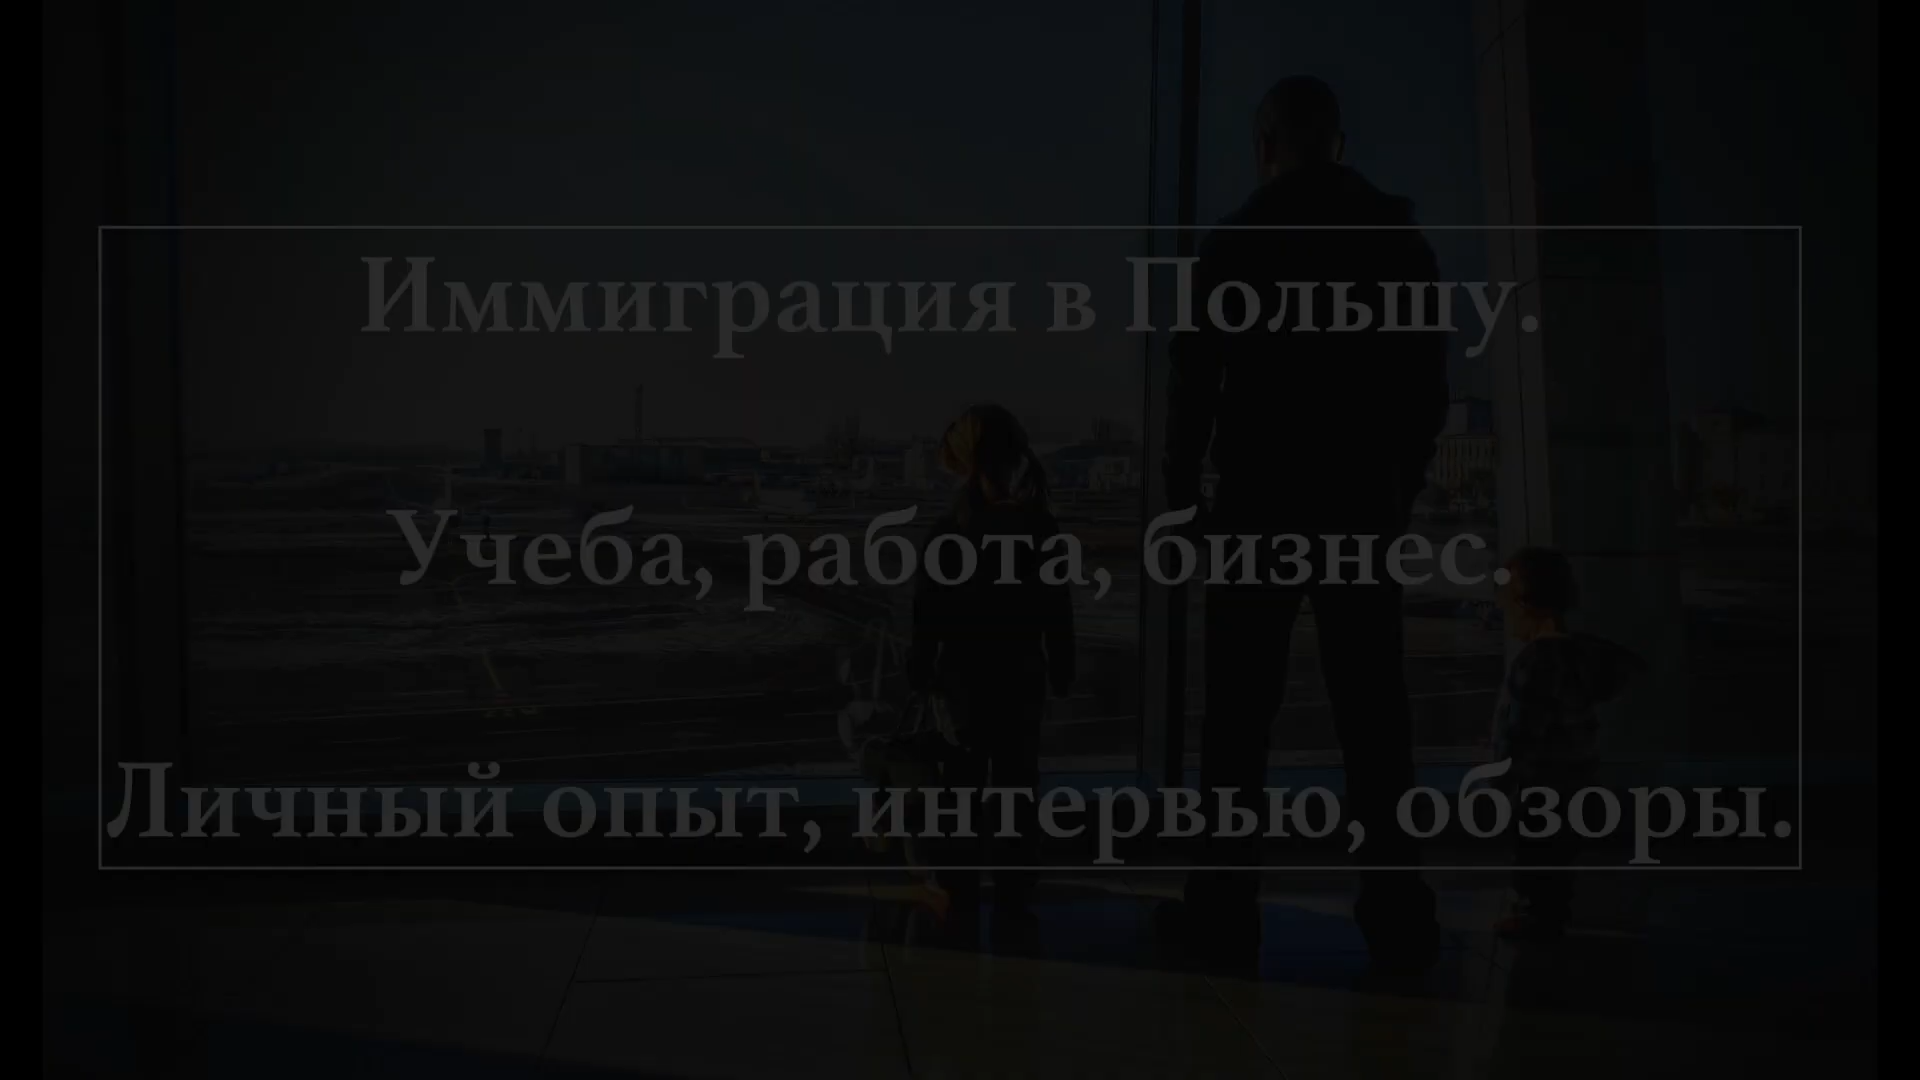 Иммиграция в Польшу.
Учеба, работа, бизнес.
Личный опыт, интервью, обзоры.